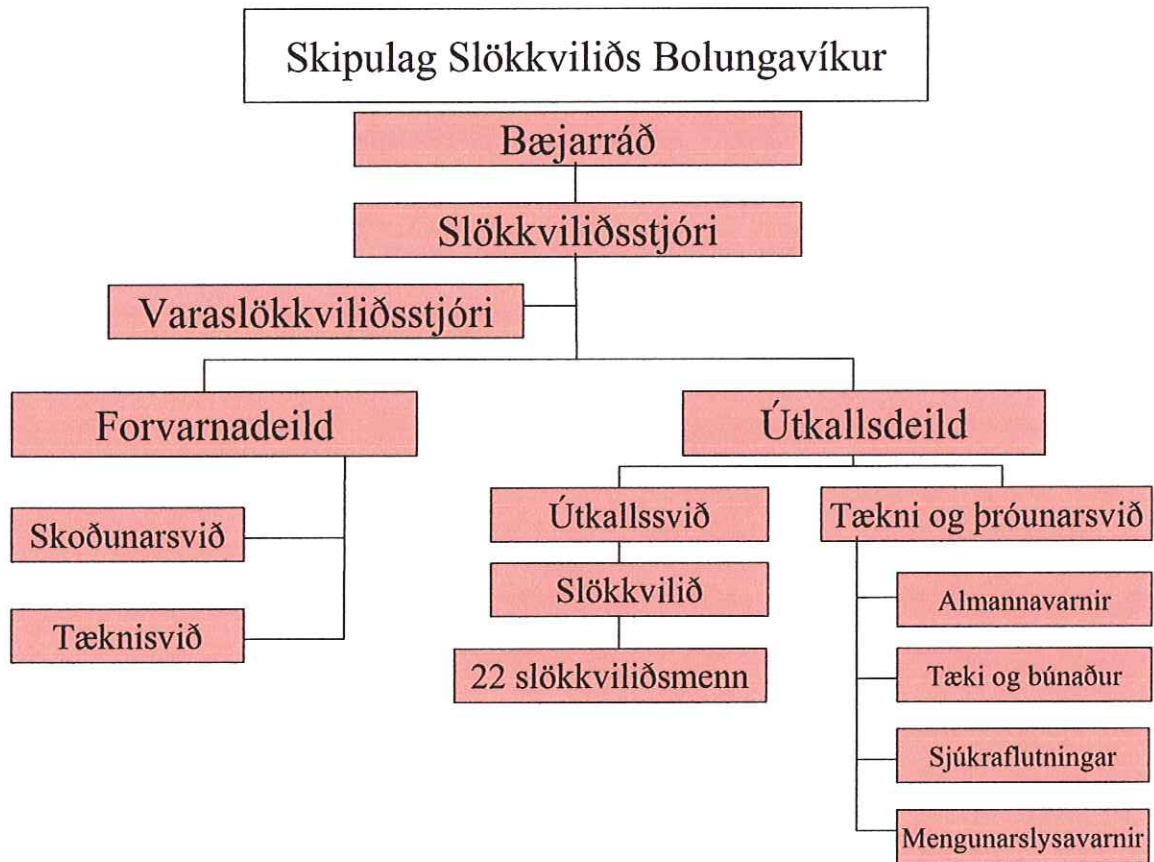 Skipulag Slökkviliðs Bolungavíkur
Bæjarráð
Slökkviliðsstjóri
Varaslökkviliðsstjóri
Forvarnadeild
Skoðunarsvið
Tæknisvið
Útkallsdeild
Útkallssvið
Slökkvilið
22 slökkviliðsmenn
Tækni og þróunarsvið
Almannavarnir
Tæki og búnaður
Sjúkraflutningar
Mengunarslysavarnir